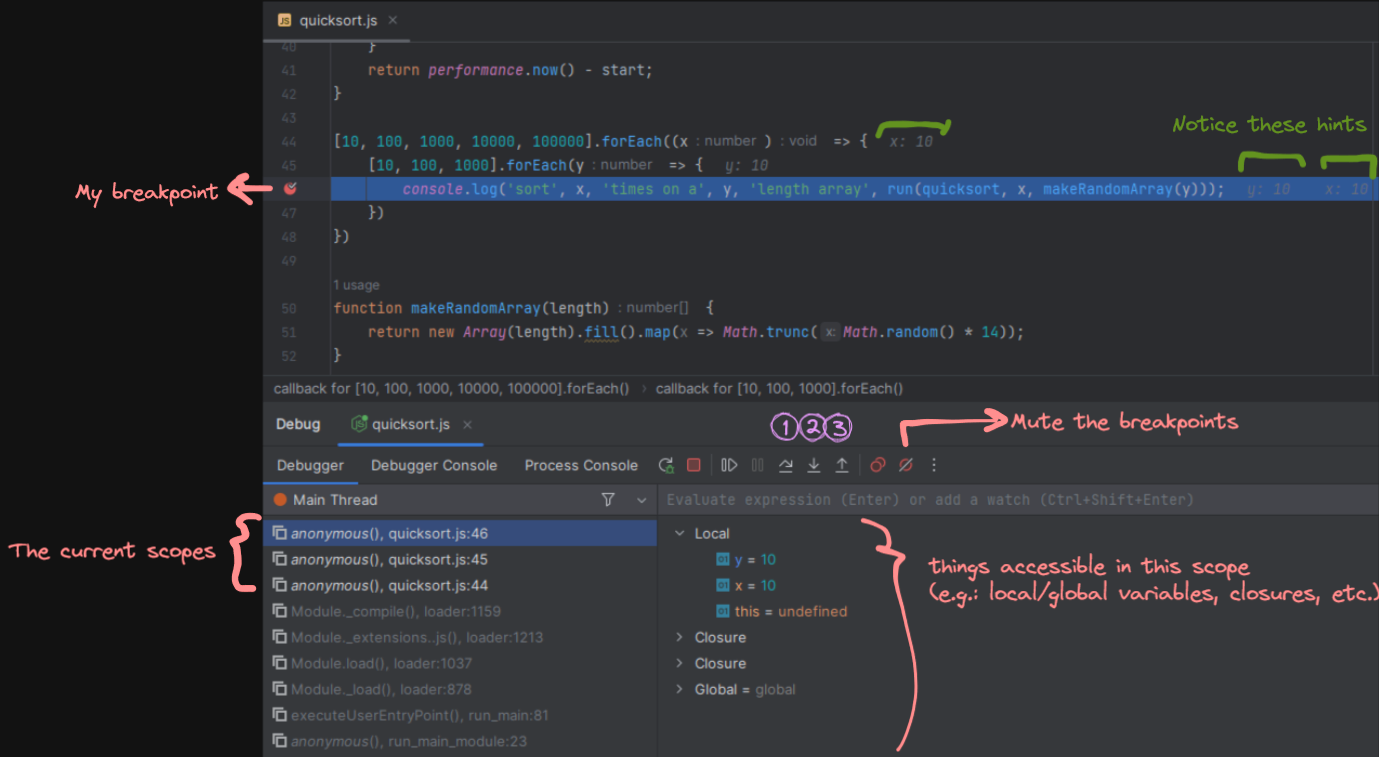 JS quicksort.js ×
40 }
41 return performance.now() - start;
42 }
43
44 [10, 100, 1000, 10000, 100000].forEach((x : number ) : void => { x: 10
Notice these hints
45 [10, 100, 1000].forEach(y : number => { y: 10
My breakpoint
console.log('sort', x, 'times on a', y, 'length array', run(quicksort, x, makeRandomArray(y))); y: 10 x: 10
47 })
48 })
49
1 usage
50 function makeRandomArray(length) : number[] {
51 return new Array(length).fill().map(x => Math.trunc( x: Math.random() * 14));
52 }
callback for [10, 100, 1000, 10000, 100000].forEach() › callback for [10, 100, 1000].forEach()
Debug quicksort.js ×
1 2 3
Mute the breakpoints
Debugger Debugger Console Process Console
Main Thread
Evaluate expression (Enter) or add a watch (Ctrl+Shift+Enter)
The current scopes
anonymous(), quicksort.js:46
anonymous(), quicksort.js:45
anonymous(), quicksort.js:44
Module._compile(), loader:1159
Module._extensions..js(), loader:1213
Module.load(), loader:1037
Module._load(), loader:878
executeUserEntryPoint(), run_main:81
anonymous(), run_main_module:23
Local
01 y = 10
01 x = 10
01 this = undefined
Closure
Closure
Global = global
things accessible in this scope
(e.g.: local/global variables, closures, etc.)